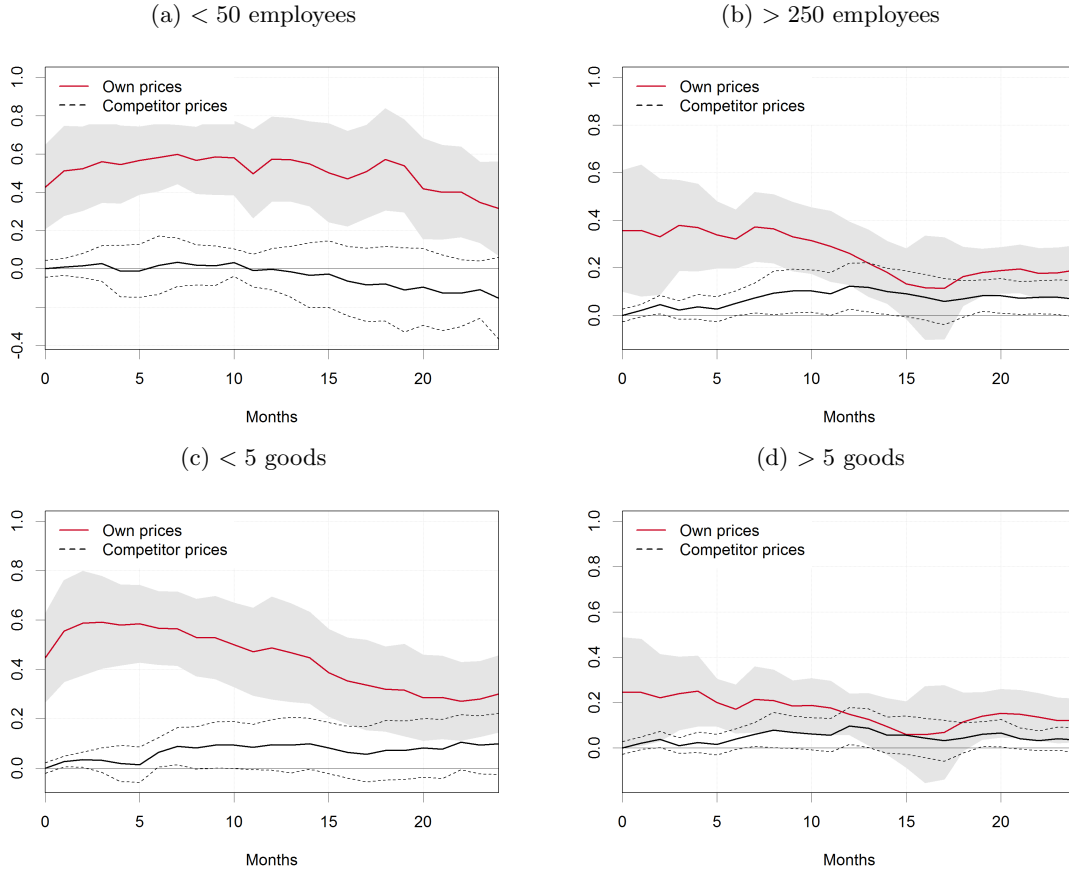 (a) < 50 employees
(b) > 250 employees
Own prices
Competitor prices
1.0
0.8
0.6
0.4
0.2
0.0
-0.4
0 5 10 15 20
Months
Own prices
Competitor prices
1.0
0.8
0.6
0.4
0.2
0.0
0 5 10 15 20
Months
(c) < 5 goods
(d) > 5 goods
Own prices
Competitor prices
1.0
0.8
0.6
0.4
0.2
0.0
0 5 10 15 20
Months
Own prices
Competitor prices
1.0
0.8
0.6
0.4
0.2
0.0
0 5 10 15 20
Months